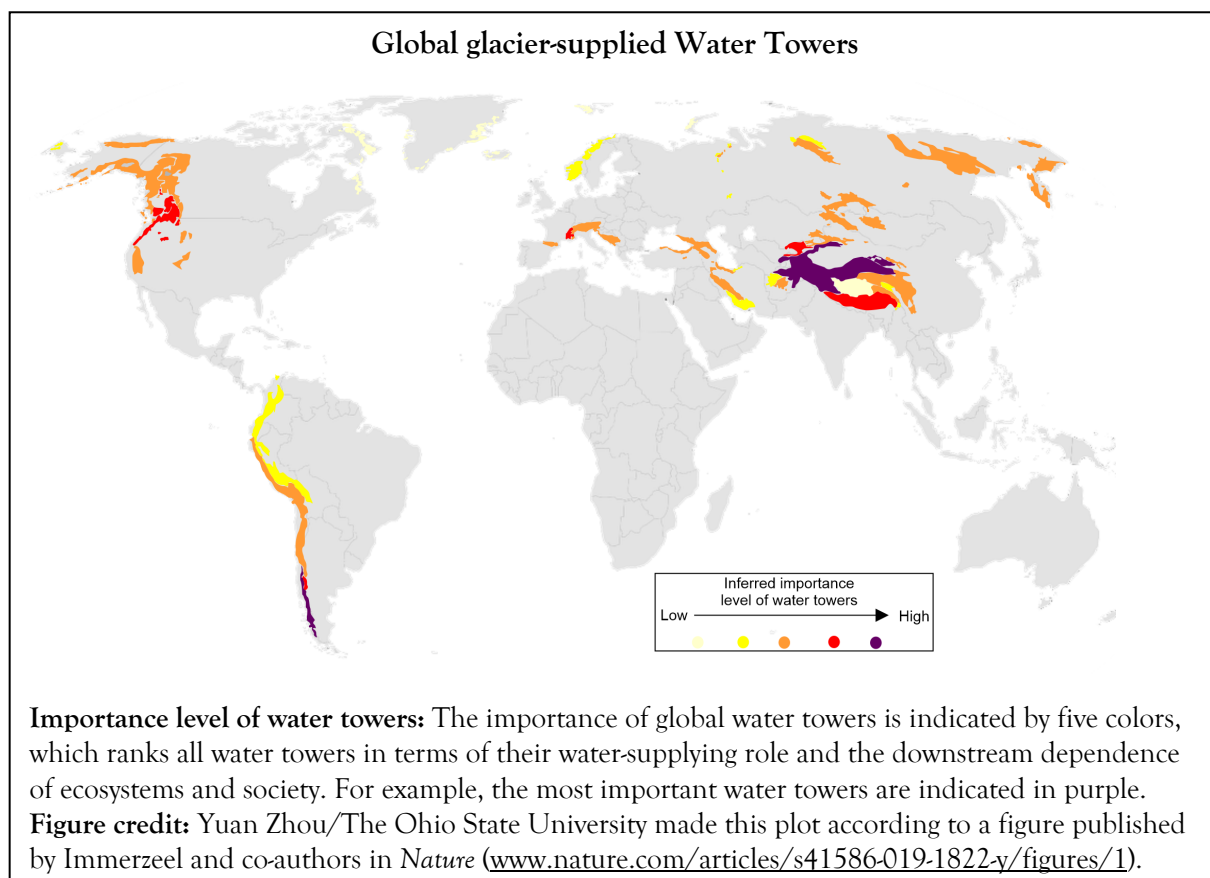 Global glacier-supplied Water Towers
Inferred importance
level of water towers
Low
High
Importance level of water towers: The importance of global water towers is indicated by five colors,
which ranks all water towers in terms of their water-supplying role and the downstream dependence
of ecosystems and society. For example, the most important water towers are indicated in purple.
Figure credit: Yuan Zhou/The Ohio State University made this plot according to a figure published
by Immerzeel and co-authors in Nature (www.nature.com/articles/s41586-019-1822-y/figures/1).